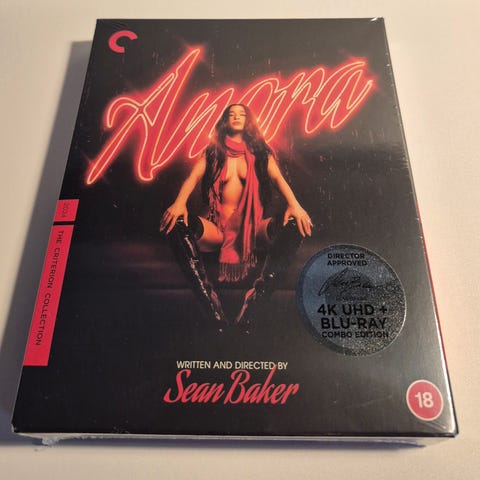 Anora
2024
THE CRITERION COLLECTION
DIRECTOR
APPROVED
4K UHD +
BLU-RAY
COMBO EDITION
WRITTEN AND DIRECTED BY
Sean Baker
18